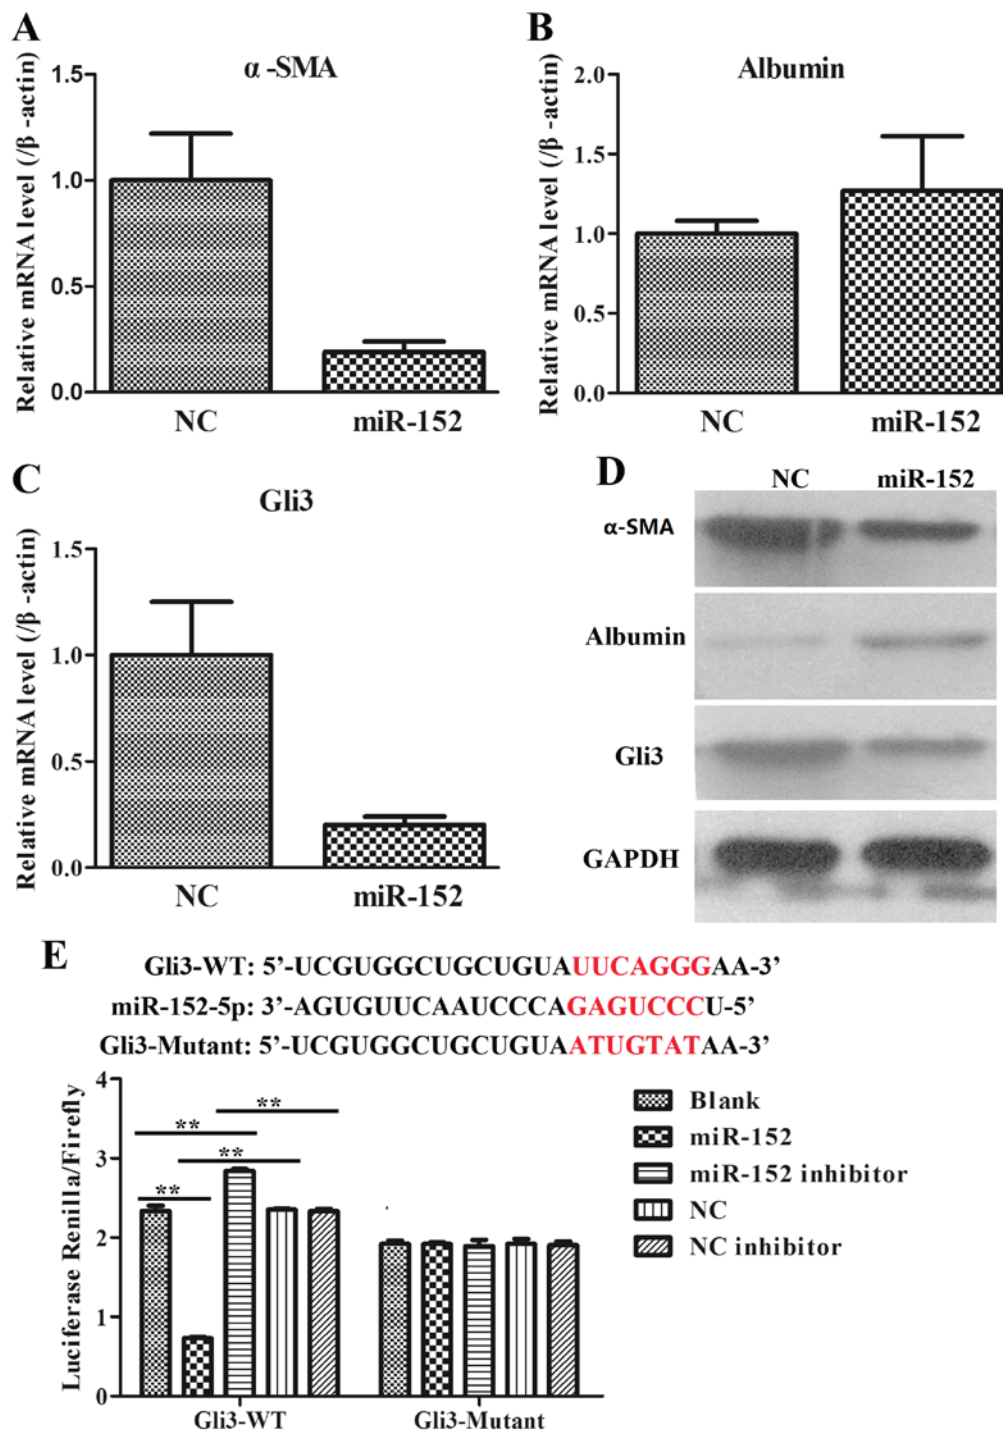 A
α -SMA
Relative mRNA level (/β -actin)
1.5
1.0
0.5
0.0
NC
miR-152
B
Albumin
Relative mRNA level (/β -actin)
2.0
1.5
1.0
0.5
0.0
NC
miR-152
C
Gli3
Relative mRNA level (/β -actin)
1.5
1.0
0.5
0.0
NC
miR-152
D
NC
miR-152
α-SMA
Albumin
Gli3
GAPDH
E
Gli3-WT: 5’-UCGUGGCUGCUGUAUUCAGGGAA-3’
miR-152-5p: 3’-AGUGUUCAAUCCCAGAGUCCCU-5’
Gli3-Mutant: 5’-UCGUGGCUGCUGUAATUGTATAA-3’
Luciferase Renilla/Firefly
4
3
2
1
0
**
**
**
**
Gli3-WT
Gli3-Mutant
Blank
miR-152
miR-152 inhibitor
NC
NC inhibitor